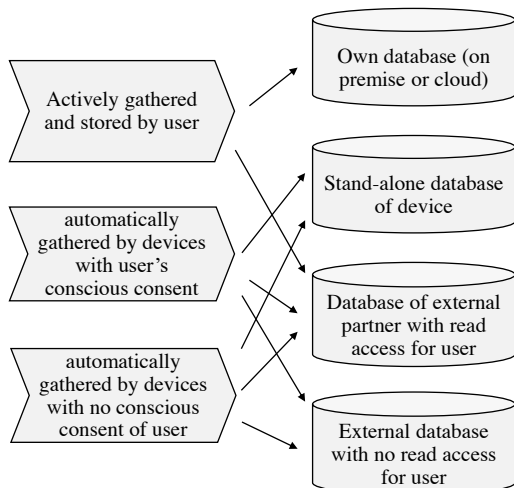 Actively gathered
and stored by user
automatically
gathered by devices
with user’s
conscious consent
automatically
gathered by devices
with no conscious
consent of user
Own database (on
premise or cloud)
Stand-alone database
of device
Database of external
partner with read
access for user
External database
with no read access
for user